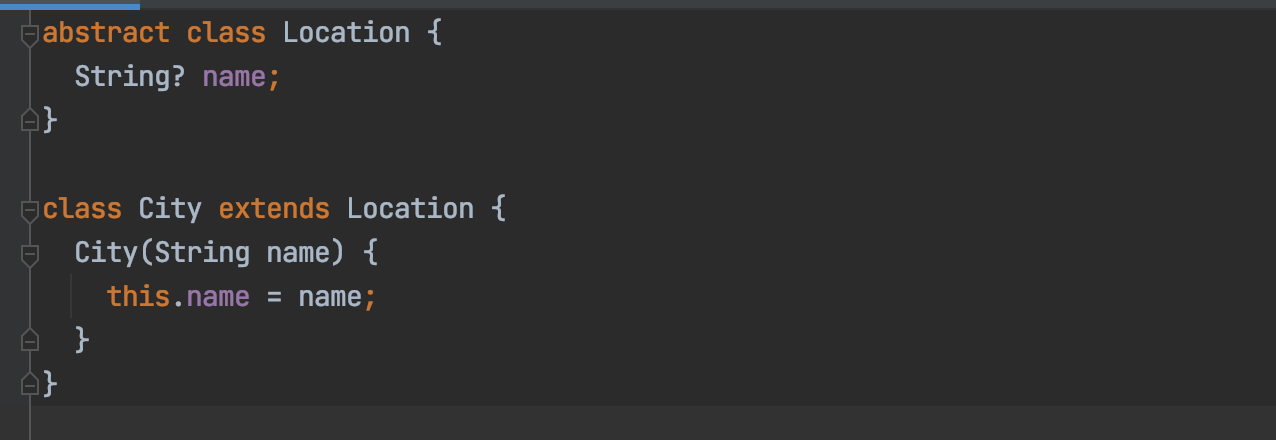 abstract class Location {
  String? name;
}

class City extends Location {
  City(String name) {
    this.name = name;
  }
}